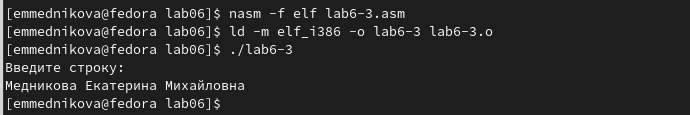 [emmednikova@fedora lab06]$ nasm -f elf lab6-3.asm
[emmednikova@fedora lab06]$ ld -m elf_i386 -o lab6-3 lab6-3.o
[emmednikova@fedora lab06]$ ./lab6-3
Введите строку:
Медникова Екатерина Михайловна
[emmednikova@fedora lab06]$